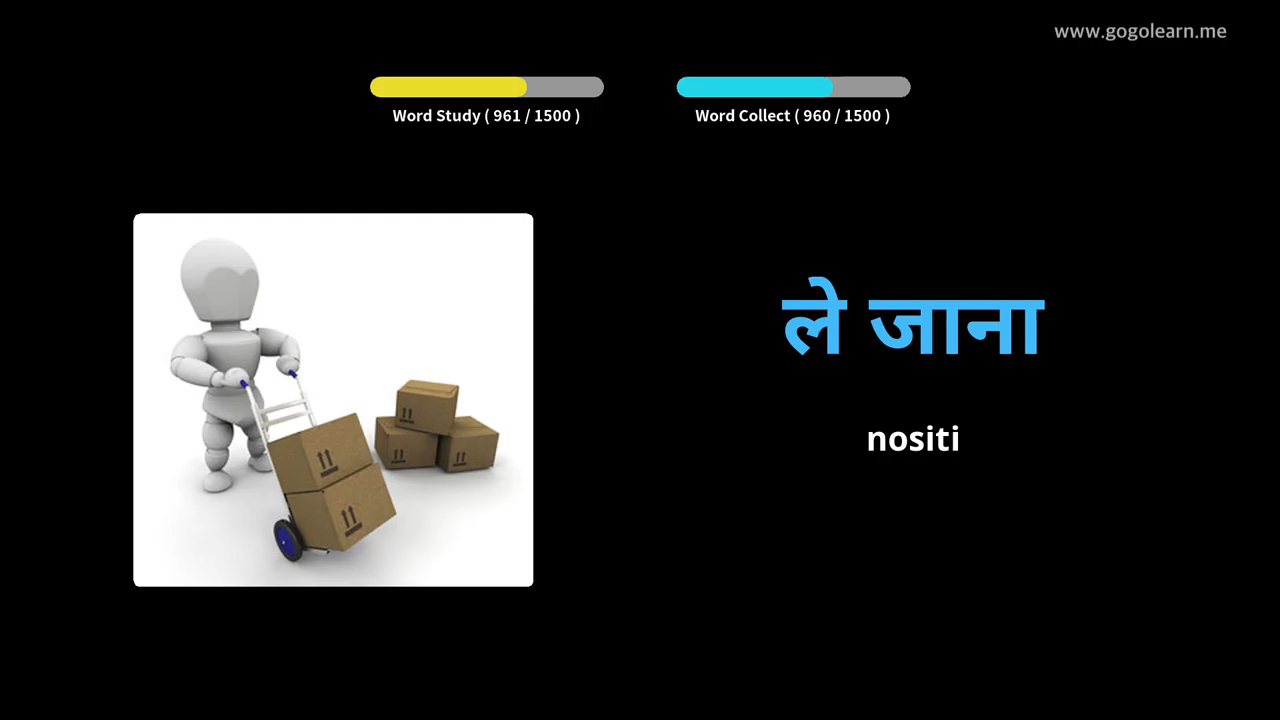 www.gogolearn.me
Word Study ( 961 / 1500 )
Word Collect ( 960 / 1500 )
ले जाना
nositi